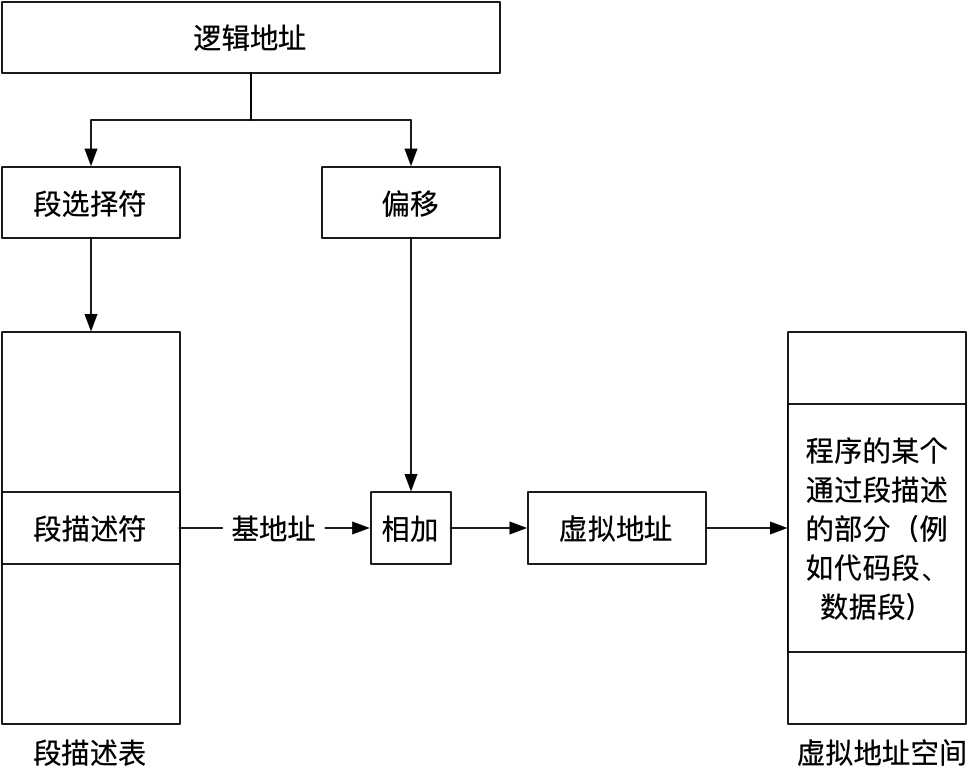 逻辑地址
段选择符
偏移
段描述符
基地址
相加
虚拟地址
程序的某个
通过段描述
的部分（例
如代码段、
数据段）
段描述表
虚拟地址空间